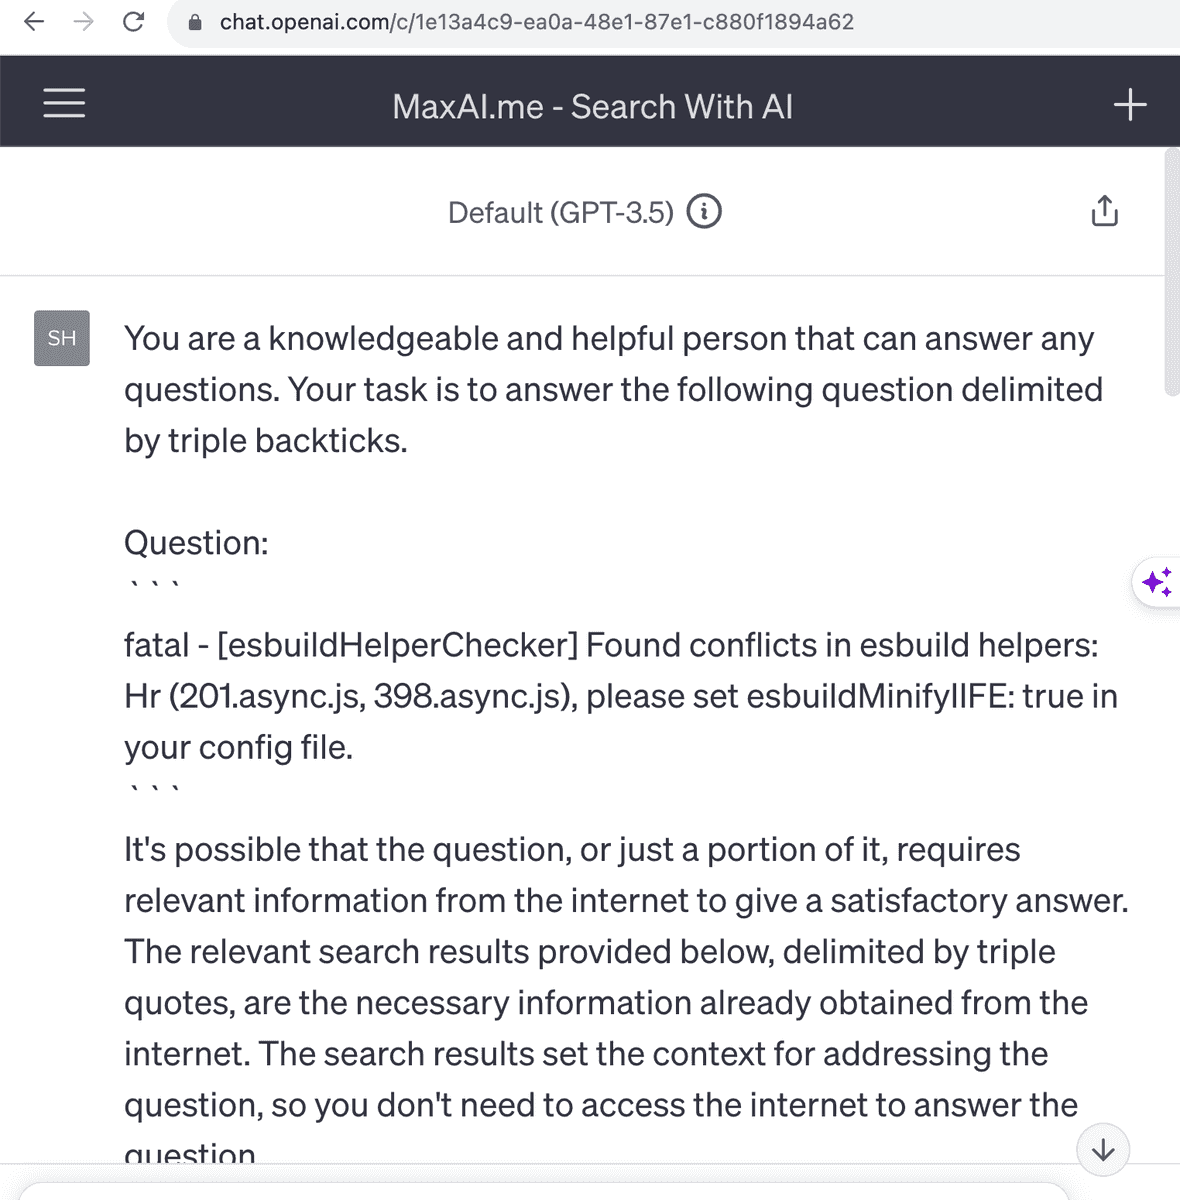 chat.openai.com/c/1e13a4c9-ea0a-48e1-87e1-c880f1894a62
MaxAI.me - Search With AI
Default (GPT-3.5)
SH
You are a knowledgeable and helpful person that can answer any
questions. Your task is to answer the following question delimited
by triple backticks.
Question:
```
fatal - [esbuildHelperChecker] Found conflicts in esbuild helpers:
Hr (201.async.js, 398.async.js), please set esbuildMinifyIIFE: true in
your config file.
```
It's possible that the question, or just a portion of it, requires
relevant information from the internet to give a satisfactory answer.
The relevant search results provided below, delimited by triple
quotes, are the necessary information already obtained from the
internet. The search results set the context for addressing the
question, so you don't need to access the internet to answer the
question